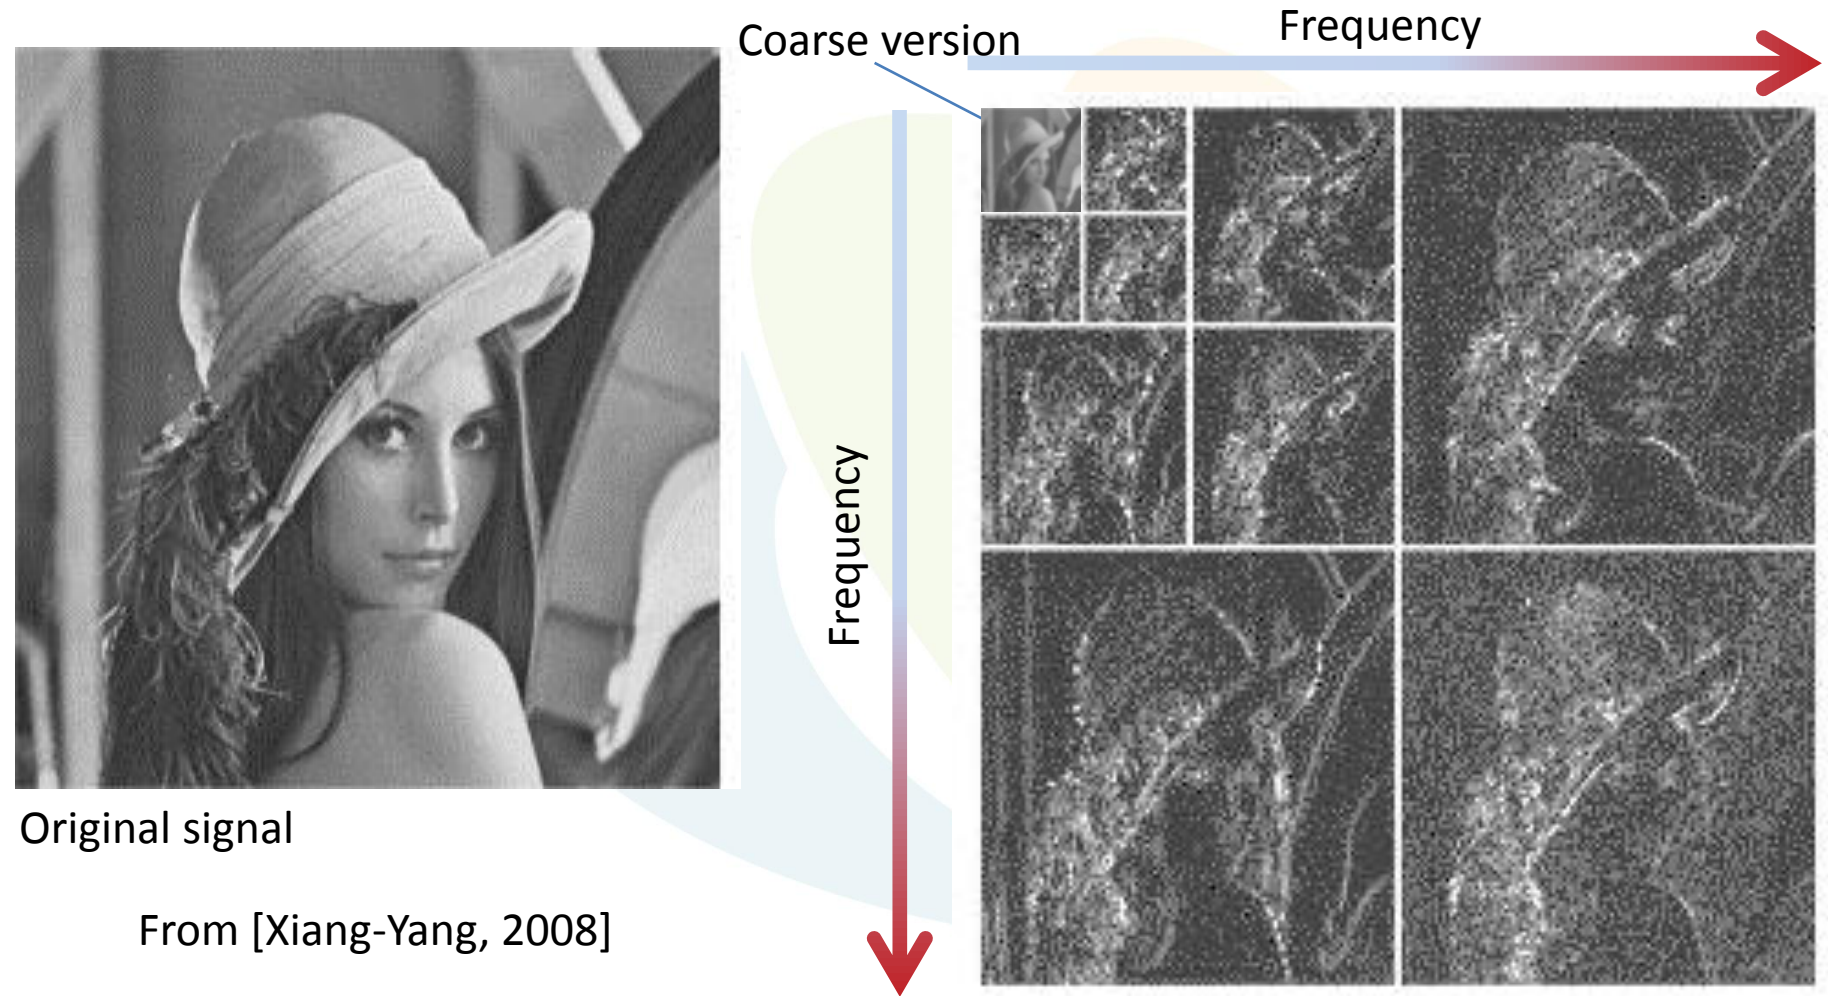 Coarse version
Frequency
Frequency
Original signal
From [Xiang-Yang, 2008]